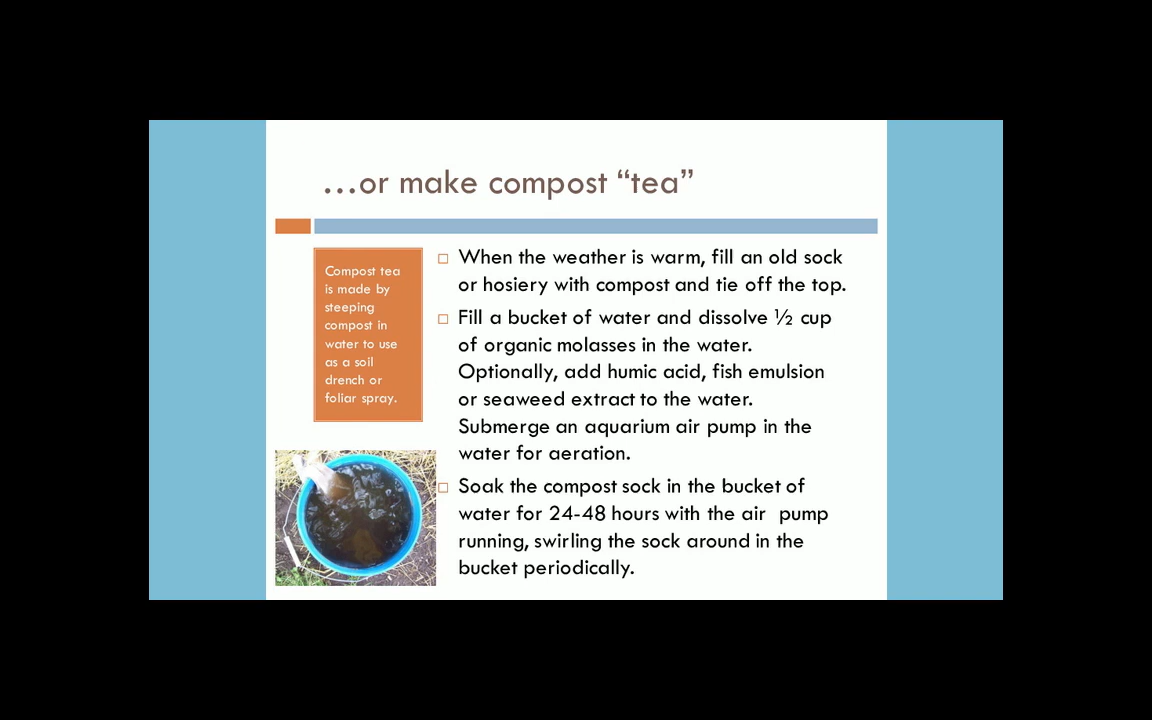 …or make compost “tea”
Compost tea
is made by
steeping
compost in
water to use
as a soil
drench or
foliar spray.
When the weather is warm, fill an old sock
or hosiery with compost and tie off the top.
Fill a bucket of water and dissolve ½ cup
of organic molasses in the water.
Optionally, add humic acid, fish emulsion
or seaweed extract to the water.
Submerge an aquarium air pump in the
water for aeration.
Soak the compost sock in the bucket of
water for 24-48 hours with the air  pump
running, swirling the sock around in the
bucket periodically.